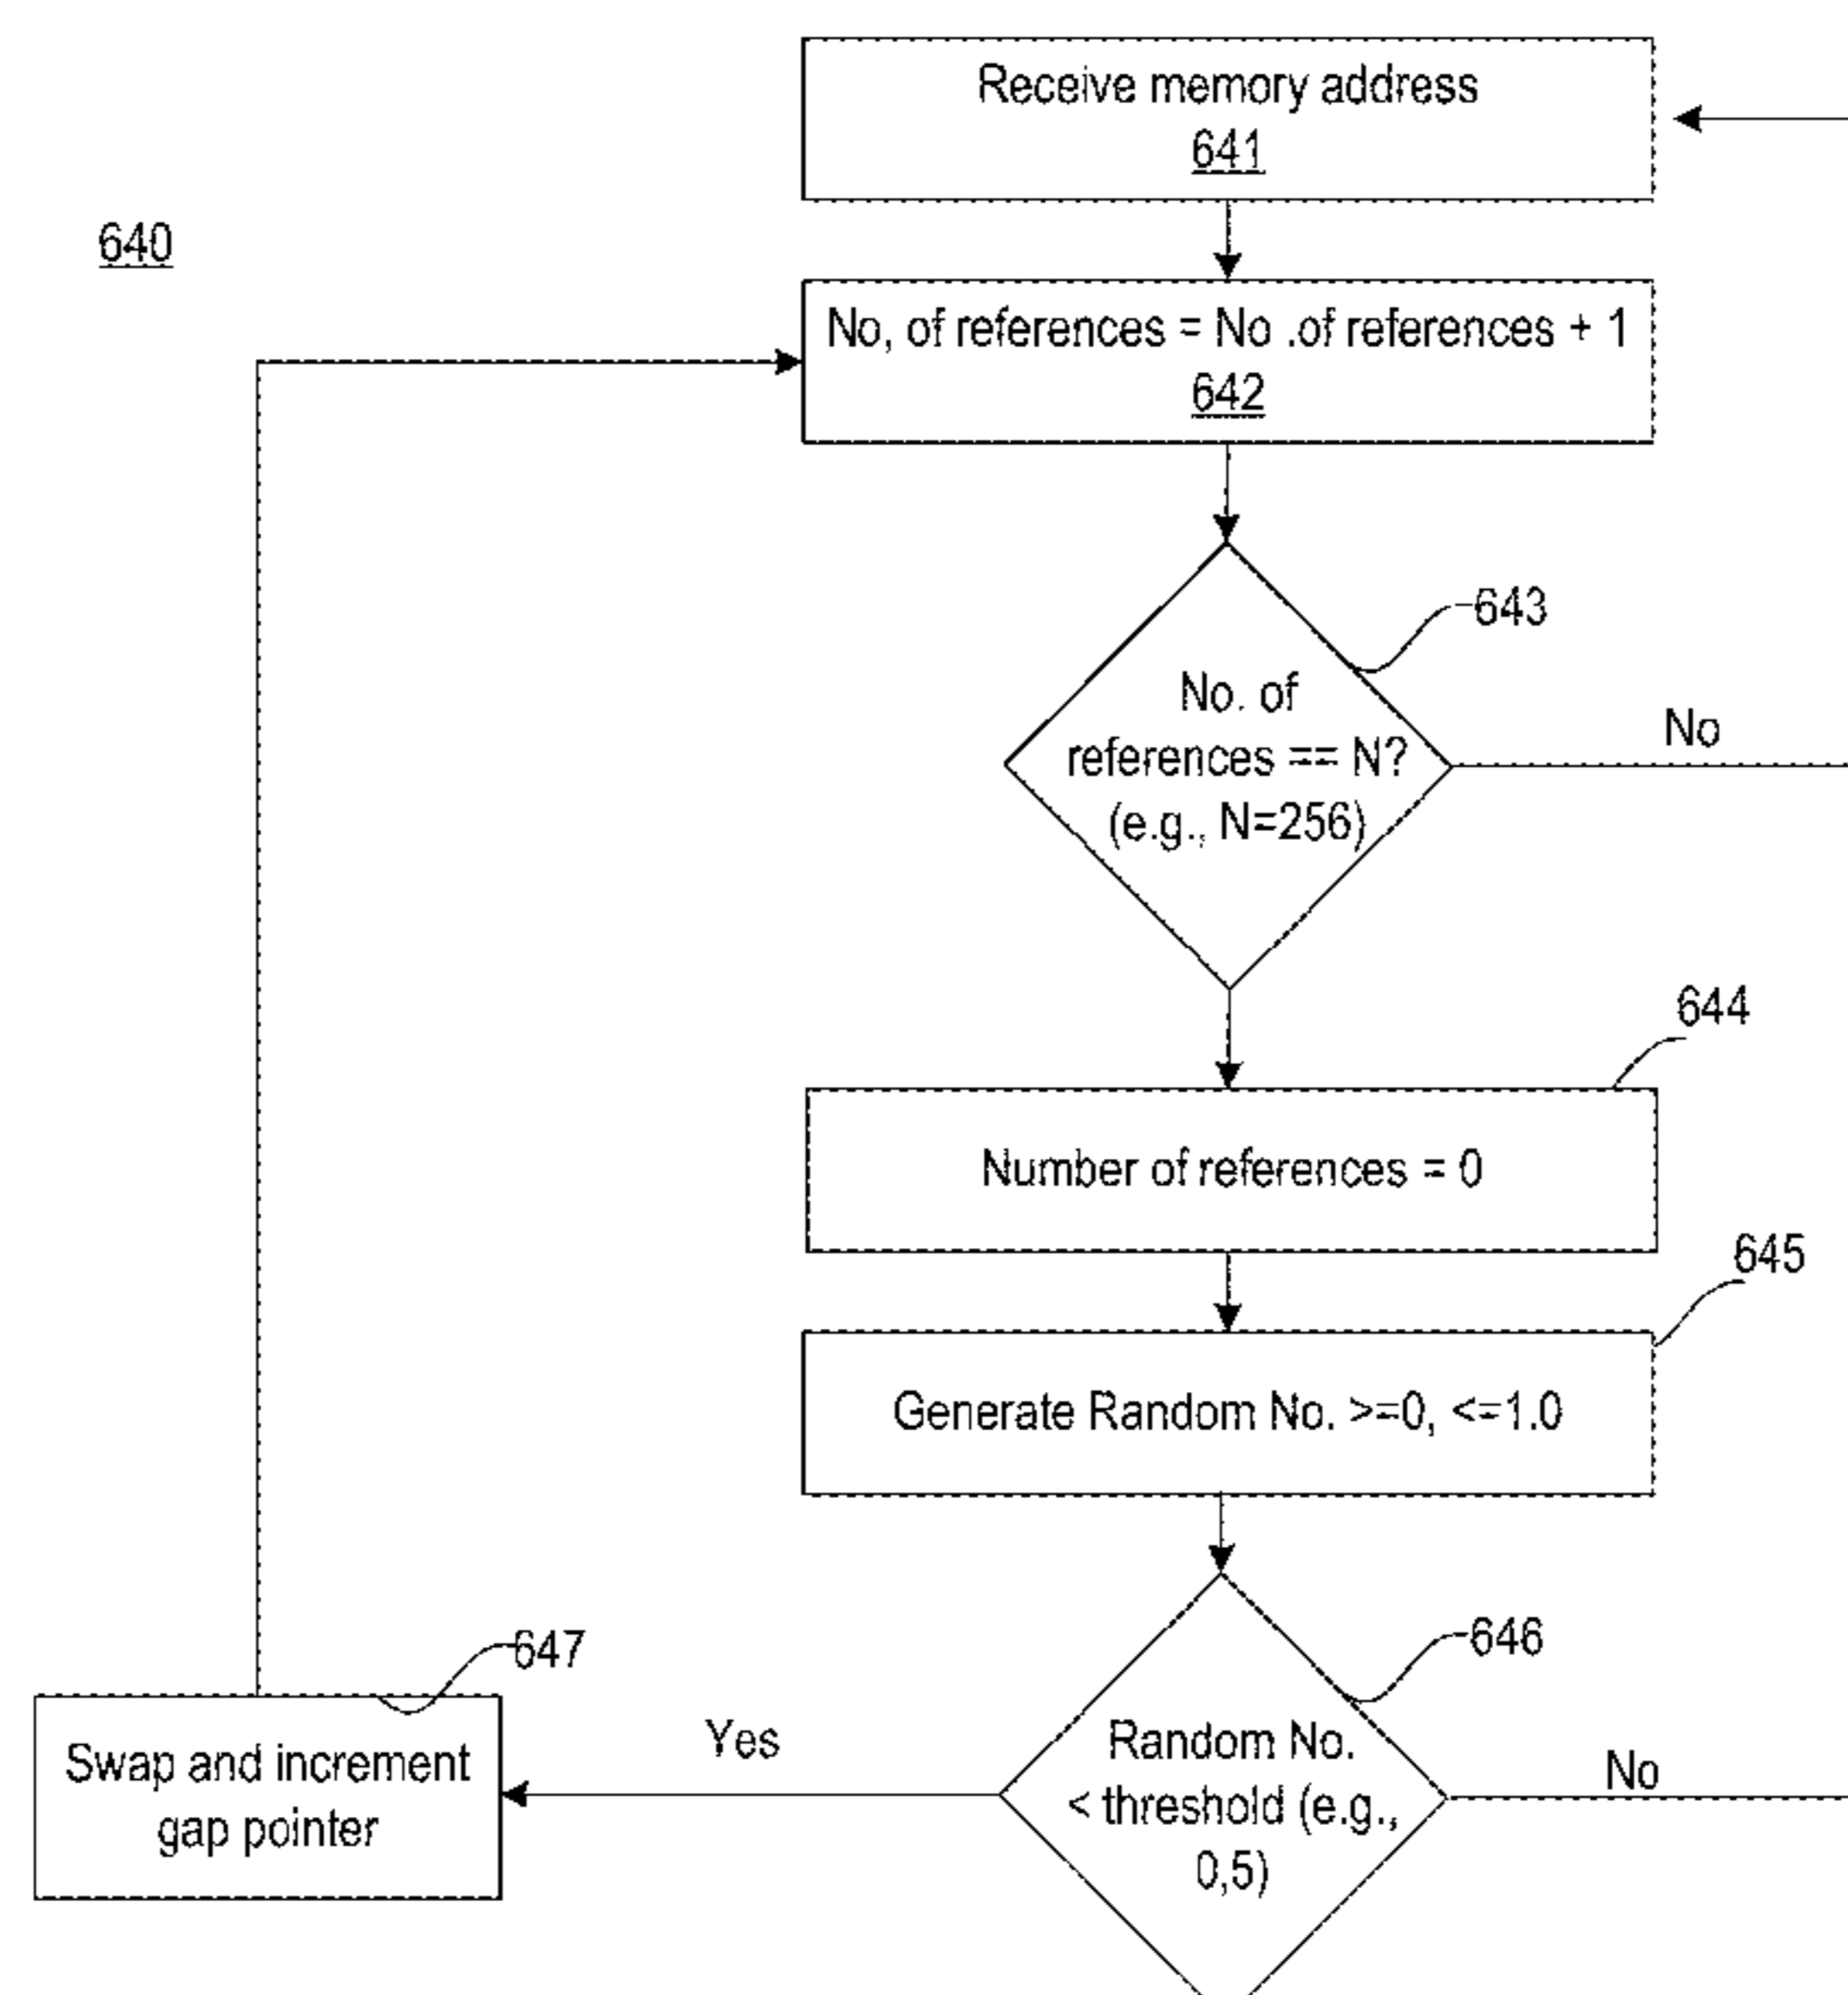 Receive memory address
641
640
No, of references = No .of references + 1
642
643
No. of
references == N?
(e.g., N=256)
No
644
Number of references = 0
645
Generate Random No. >=0, <=1.0
646
647
Random No.
< threshold (e.g.,
0,5)
Yes
No
Swap and increment
gap pointer